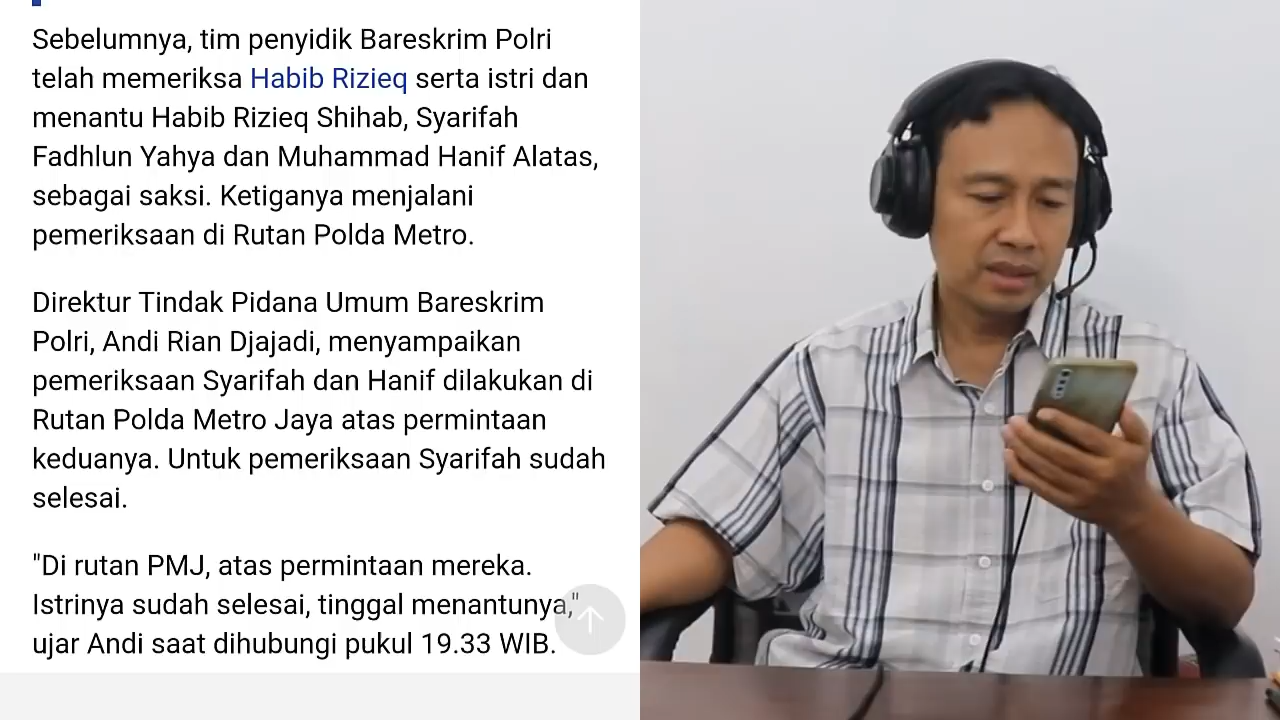 Sebelumnya, tim penyidik Bareskrim Polri
telah memeriksa Habib Rizieq serta istri dan
menantu Habib Rizieq Shihab, Syarifah
Fadhlun Yahya dan Muhammad Hanif Alatas,
sebagai saksi. Ketiganya menjalani
pemeriksaan di Rutan Polda Metro.
Direktur Tindak Pidana Umum Bareskrim
Polri, Andi Rian Djajadi, menyampaikan
pemeriksaan Syarifah dan Hanif dilakukan di
Rutan Polda Metro Jaya atas permintaan
keduanya. Untuk pemeriksaan Syarifah sudah
selesai.
"Di rutan PMJ, atas permintaan mereka.
Istrinya sudah selesai, tinggal menantunya,"
ujar Andi saat dihubungi pukul 19.33 WIB.